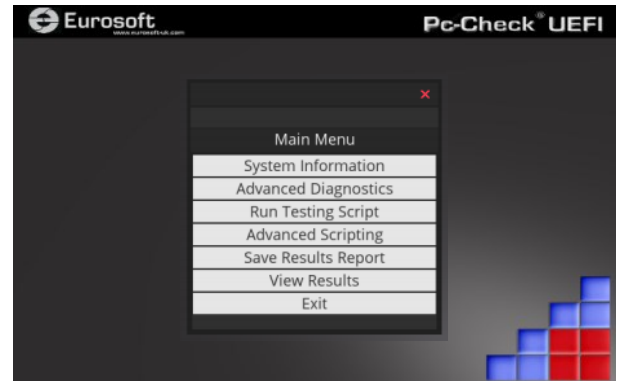 Eurosoft
www.eurosoft-uk.com
Pc-Check® UEFI
×
Main Menu
System Information
Advanced Diagnostics
Run Testing Script
Advanced Scripting
Save Results Report
View Results
Exit